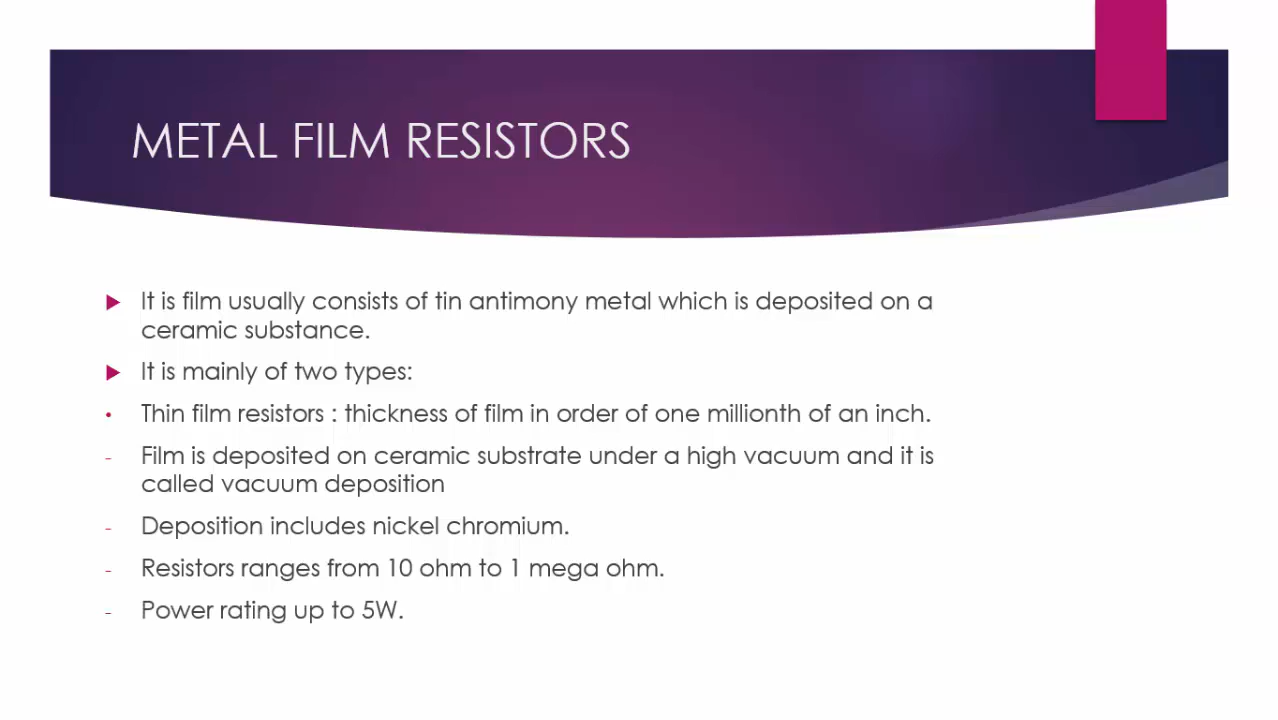 METAL FILM RESISTORS
It is film usually consists of tin antimony metal which is deposited on a
ceramic substance.
It is mainly of two types:
• Thin film resistors : thickness of film in order of one millionth of an inch.
- Film is deposited on ceramic substrate under a high vacuum and it is
called vacuum deposition
- Deposition includes nickel chromium.
- Resistors ranges from 10 ohm to 1 mega ohm.
- Power rating up to 5W.